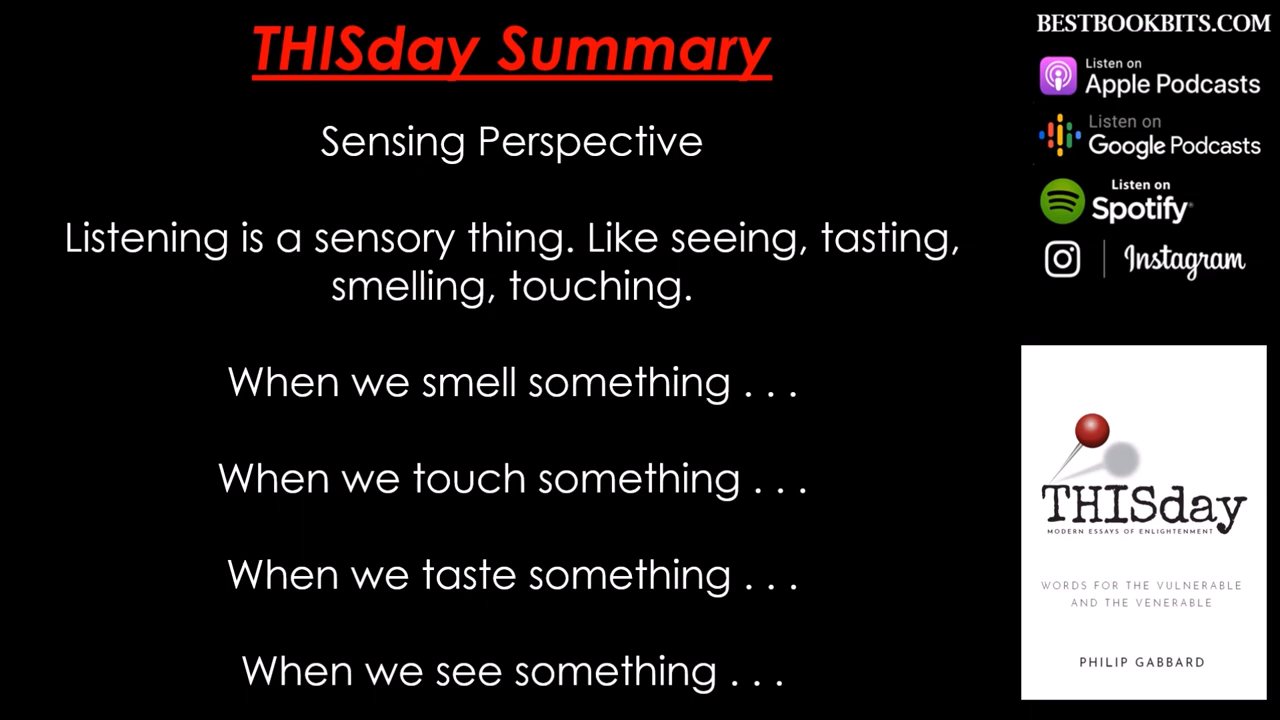 THISday Summary
Sensing Perspective
Listening is a sensory thing. Like seeing, tasting,
smelling, touching.
When we smell something . . .
When we touch something . . .
When we taste something . . .
When we see something . . .
BESTBOOKBITS.COM
Listen on
Apple Podcasts
Listen on
Google Podcasts
Listen on
Spotify
Instagram
THISday
MODERN ESSAYS OF ENLIGHTENMENT
WORDS FOR THE VULNERABLE
AND THE VENERABLE
PHILIP GABBARD